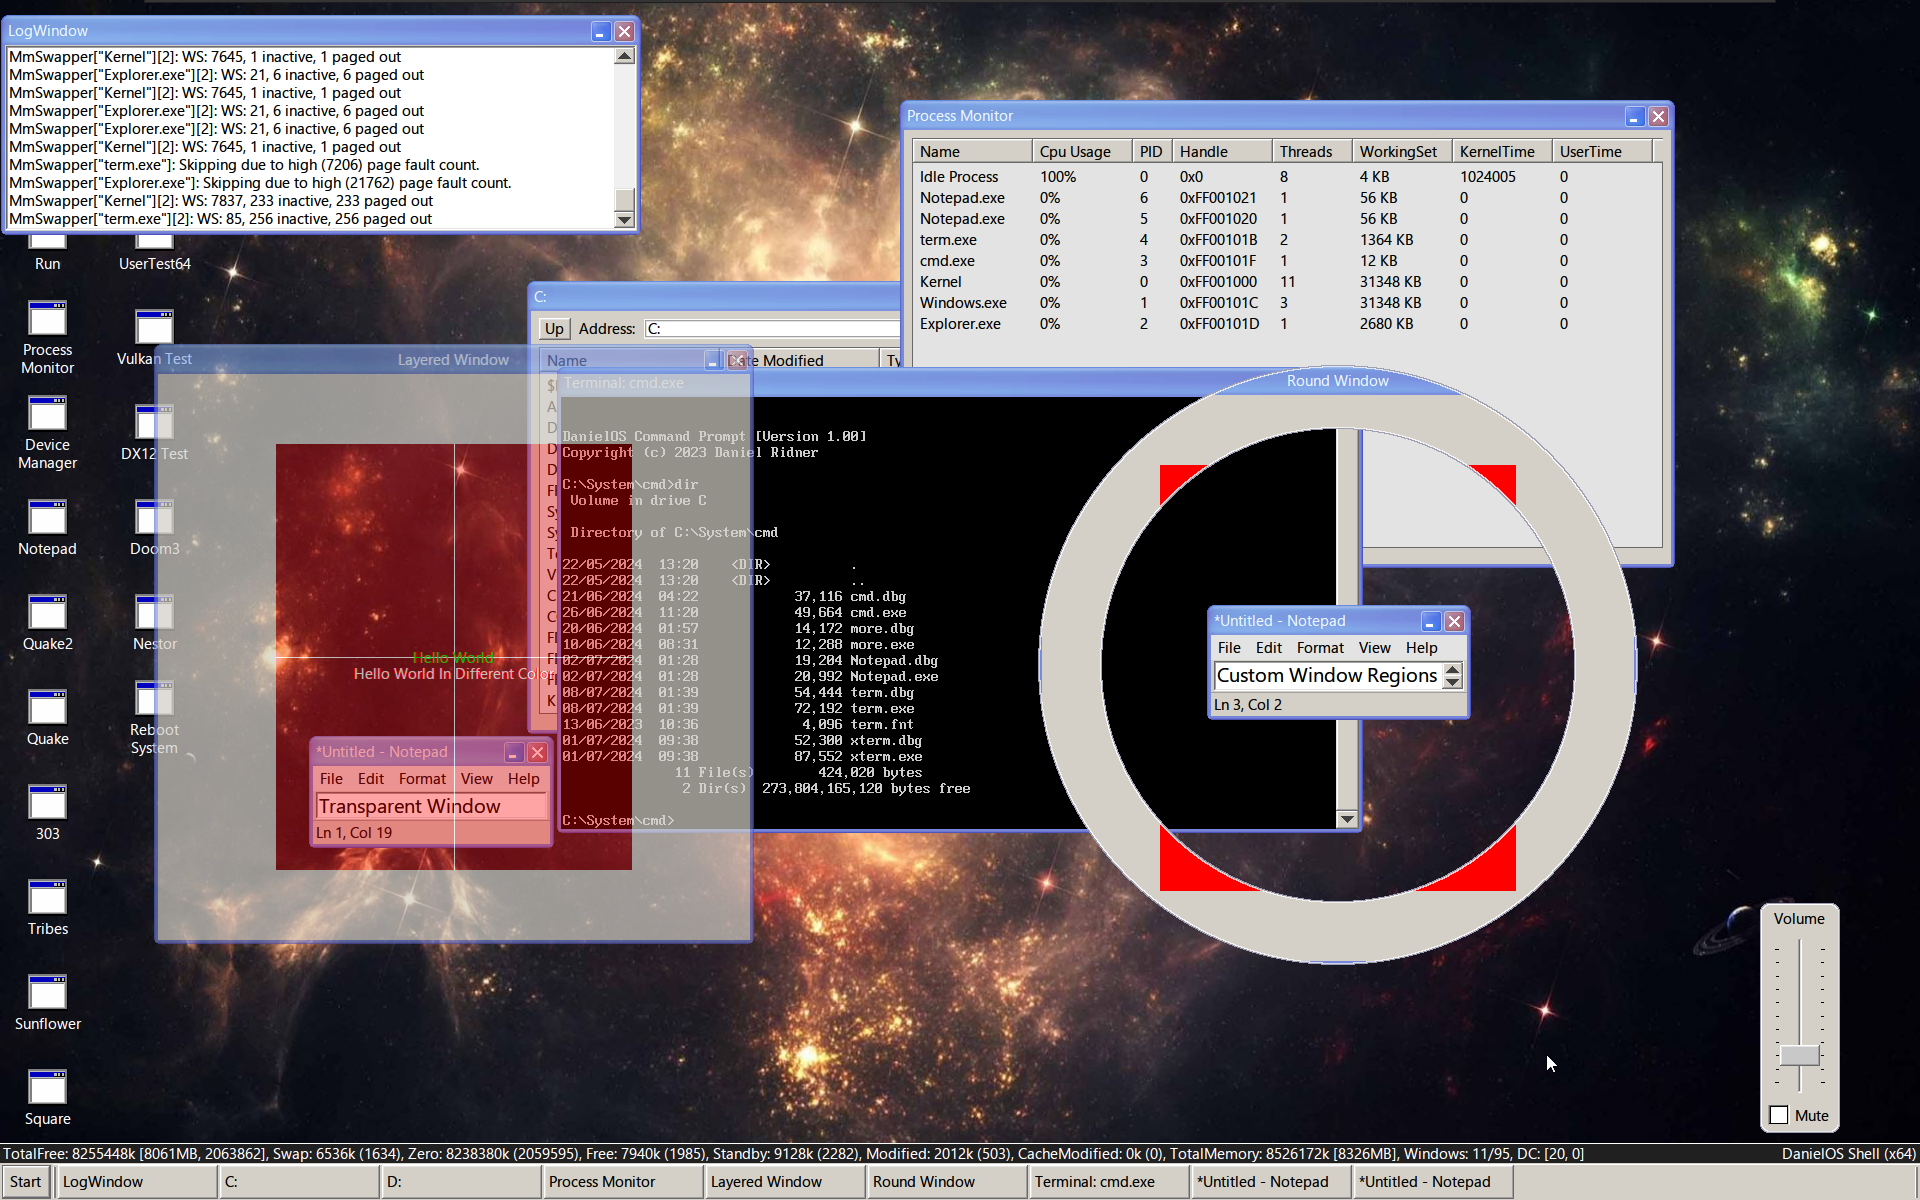 LogWindow
MmSwapper["Kernel"][2]: WS: 7645, 1 inactive, 1 paged out
MmSwapper["Explorer.exe"][2]: WS: 21, 6 inactive, 6 paged out
MmSwapper["Kernel"][2]: WS: 7645, 1 inactive, 1 paged out
MmSwapper["Explorer.exe"][2]: WS: 21, 6 inactive, 6 paged out
MmSwapper["Explorer.exe"][2]: WS: 21, 6 inactive, 6 paged out
MmSwapper["Kernel"][2]: WS: 7645, 1 inactive, 1 paged out
MmSwapper["term.exe"]: Skipping due to high (7206) page fault count.
MmSwapper["Explorer.exe"]: Skipping due to high (21762) page fault count.
MmSwapper["Kernel"][2]: WS: 7837, 233 inactive, 233 paged out
MmSwapper["term.exe"][2]: WS: 85, 256 inactive, 256 paged out
Run
UserTest64
Process
Monitor
Vulkan Test
Device
Manager
DX12 Test
Notepad
Doom3
Quake2
Nestor
Quake
Reboot
System
303
Tribes
Sunflower
Square
Process Monitor
Name Cpu Usage PID Handle Threads WorkingSet KernelTime UserTime
Idle Process 100% 0 0x0 8 4 KB 1024005 0
Notepad.exe 0% 6 0xFF001021 1 56 KB 0 0
Notepad.exe 0% 5 0xFF001020 1 56 KB 0 0
term.exe 0% 4 0xFF00101B 2 1364 KB 0 0
cmd.exe 0% 3 0xFF00101F 1 12 KB 0 0
Kernel 0% 0 0xFF001000 11 31348 KB 0 0
Windows.exe 0% 1 0xFF00101C 3 31348 KB 0 0
Explorer.exe 0% 2 0xFF00101D 1 2680 KB 0 0
C:
Up Address: C:
Name Date Modified Ty
Layered Window
Hello World
Hello World In Different Color
*Untitled - Notepad
File Edit Format View Help
Transparent Window
Ln 1, Col 19
Terminal: cmd.exe
DanielOS Command Prompt [Version 1.00]
Copyright (c) 2023 Daniel Ridner
C:\System\cmd>dir
Volume in drive C
Directory of C:\System\cmd
22/05/2024 13:20 <DIR> .
22/05/2024 13:20 <DIR> ..
21/06/2024 04:22 37,116 cmd.dbg
26/06/2024 11:20 49,664 cmd.exe
20/06/2024 01:57 14,172 more.dbg
10/06/2024 08:31 12,288 more.exe
02/07/2024 01:28 19,204 Notepad.dbg
02/07/2024 01:28 20,992 Notepad.exe
08/07/2024 01:39 54,444 term.dbg
08/07/2024 01:39 72,192 term.exe
13/06/2023 10:36 4,096 term.fnt
01/07/2024 09:38 52,300 xterm.dbg
01/07/2024 09:38 87,552 xterm.exe
11 File(s) 424,020 bytes
2 Dir(s) 273,804,165,120 bytes free
C:\System\cmd>
Round Window
*Untitled - Notepad
File Edit Format View Help
Custom Window Regions
Ln 3, Col 2
Volume
Mute
TotalFree: 8255448k [8061MB, 2063862], Swap: 6536k (1634), Zero: 8238380k (2059595), Free: 7940k (1985), Standby: 9128k (2282), Modified: 2012k (503), CacheModified: 0k (0), TotalMemory: 8526172k [8326MB], Windows: 11/95, DC: [20, 0] DanielOS Shell (x64)
Start LogWindow C: D: Process Monitor Layered Window Round Window Terminal: cmd.exe *Untitled - Notepad *Untitled - Notepad